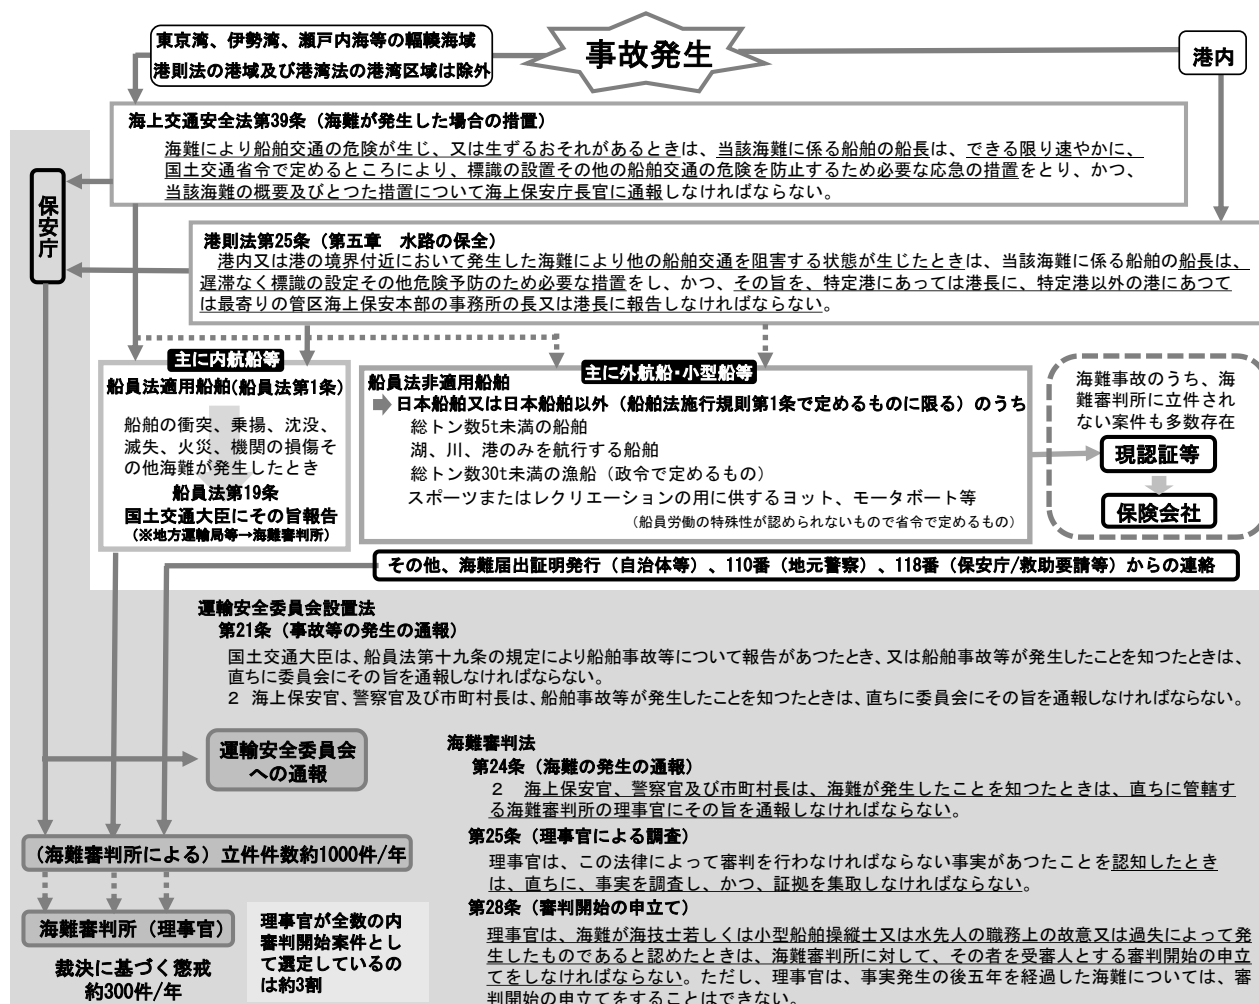 東京湾、伊勢湾、瀬戸内海等の輻輳海域
港則法の港域及び港湾法の港湾区域は除外
事故発生
港内
海上交通安全法第39条（海難が発生した場合の措置）
海難により船舶交通の危険が生じ、又は生ずるおそれがあるときは、当該海難に係る船舶の船長は、できる限り速やかに、
国土交通省令で定めるところにより、標識の設置その他の船舶交通の危険を防止するため必要な応急の措置をとり、かつ、
当該海難の概要及びとつた措置について海上保安庁長官に通報しなければならない。
保安庁
港則法第25条（第五章　水路の保全）
港内又は港の境界付近において発生した海難により他の船舶交通を阻害する状態が生じたときは、当該海難に係る船舶の船長は、
遅滞なく標識の設定その他危険予防のため必要な措置をし、かつ、その旨を、特定港にあっては港長に、特定港以外の港にあつて
は最寄りの管区海上保安本部の事務所の長又は港長に報告しなければならない。
主に内航船等
船員法適用船舶（船員法第1条）
船舶の衝突、乗揚、沈没、
滅失、火災、機関の損傷そ
の他海難が発生したとき
船員法第19条
国土交通大臣にその旨報告
（※地方運輸局等→海難審判所）
主に外航船・小型船等
船員法非適用船舶
日本船舶又は日本船舶以外（船舶法施行規則第1条で定めるものに限る）のうち
総トン数5t未満の船舶
湖、川、港のみを航行する船舶
総トン数30t未満の漁船（政令で定めるもの）
スポーツまたはレクリエーションの用に供するヨット、モータボート等
（船員労働の特殊性が認められないもので省令で定めるもの）
海難事故のうち、海
難審判所に立件され
ない案件も多数存在
現認証等
保険会社
その他、海難届出証明発行（自治体等）、110番（地元警察）、118番（保安庁/救助要請等）からの連絡
運輸安全委員会設置法
第21条（事故等の発生の通報）
国土交通大臣は、船員法第十九条の規定により船舶事故等について報告があつたとき、又は船舶事故等が発生したことを知つたときは、
直ちに委員会にその旨を通報しなければならない。
２　海上保安官、警察官及び市町村長は、船舶事故等が発生したことを知つたときは、直ちに委員会にその旨を通報しなければならない。
運輸安全委員会
への通報
海難審判法
第24条（海難の発生の通報）
２　海上保安官、警察官及び市町村長は、海難が発生したことを知つたときは、直ちに管轄す
る海難審判所の理事官にその旨を通報しなければならない。
第25条（理事官による調査）
理事官は、この法律によって審判を行わなければならない事実があつたことを認知したとき
は、直ちに、事実を調査し、かつ、証拠を集取しなければならない。
第28条（審判開始の申立て）
理事官は、海難が海技士若しくは小型船舶操縦士又は水先人の職務上の故意又は過失によって発
生したものであると認めたときは、海難審判所に対して、その者を受審人とする審判開始の申立
てをしなければならない。ただし、理事官は、事実発生の後五年を経過した海難については、審
判開始の申立てをすることはできない。
（海難審判所による）立件件数約1000件/年
海難審判所（理事官）
裁決に基づく懲戒
約300件/年
理事官が全数の内
審判開始案件とし
て選定しているの
は約3割